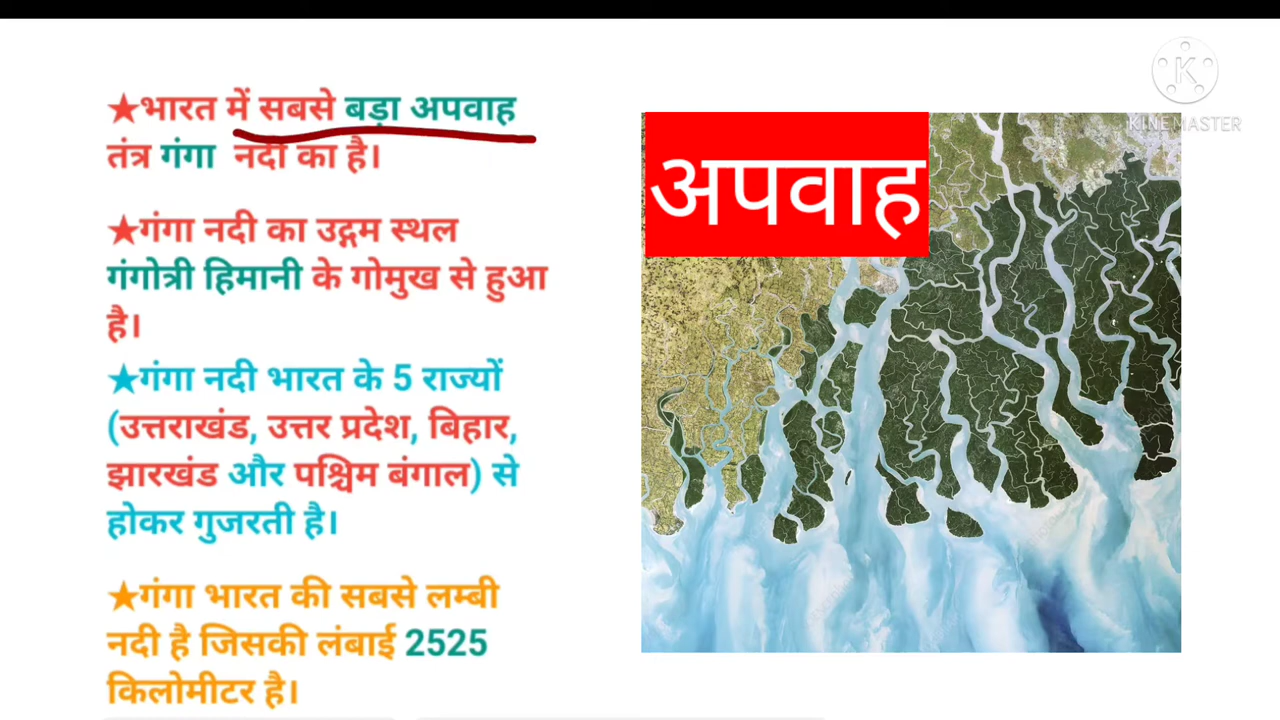 ★भारत में सबसे बड़ा अपवाह
तंत्र गंगा नदी का है।
★गंगा नदी का उद्गम स्थल
गंगोत्री हिमानी के गोमुख से हुआ
है।
★गंगा नदी भारत के 5 राज्यों
(उत्तराखंड, उत्तर प्रदेश, बिहार,
झारखंड और पश्चिम बंगाल) से
होकर गुजरती है।
★गंगा भारत की सबसे लम्बी
नदी है जिसकी लंबाई 2525
किलोमीटर है।
अपवाह
K
KINEMASTER